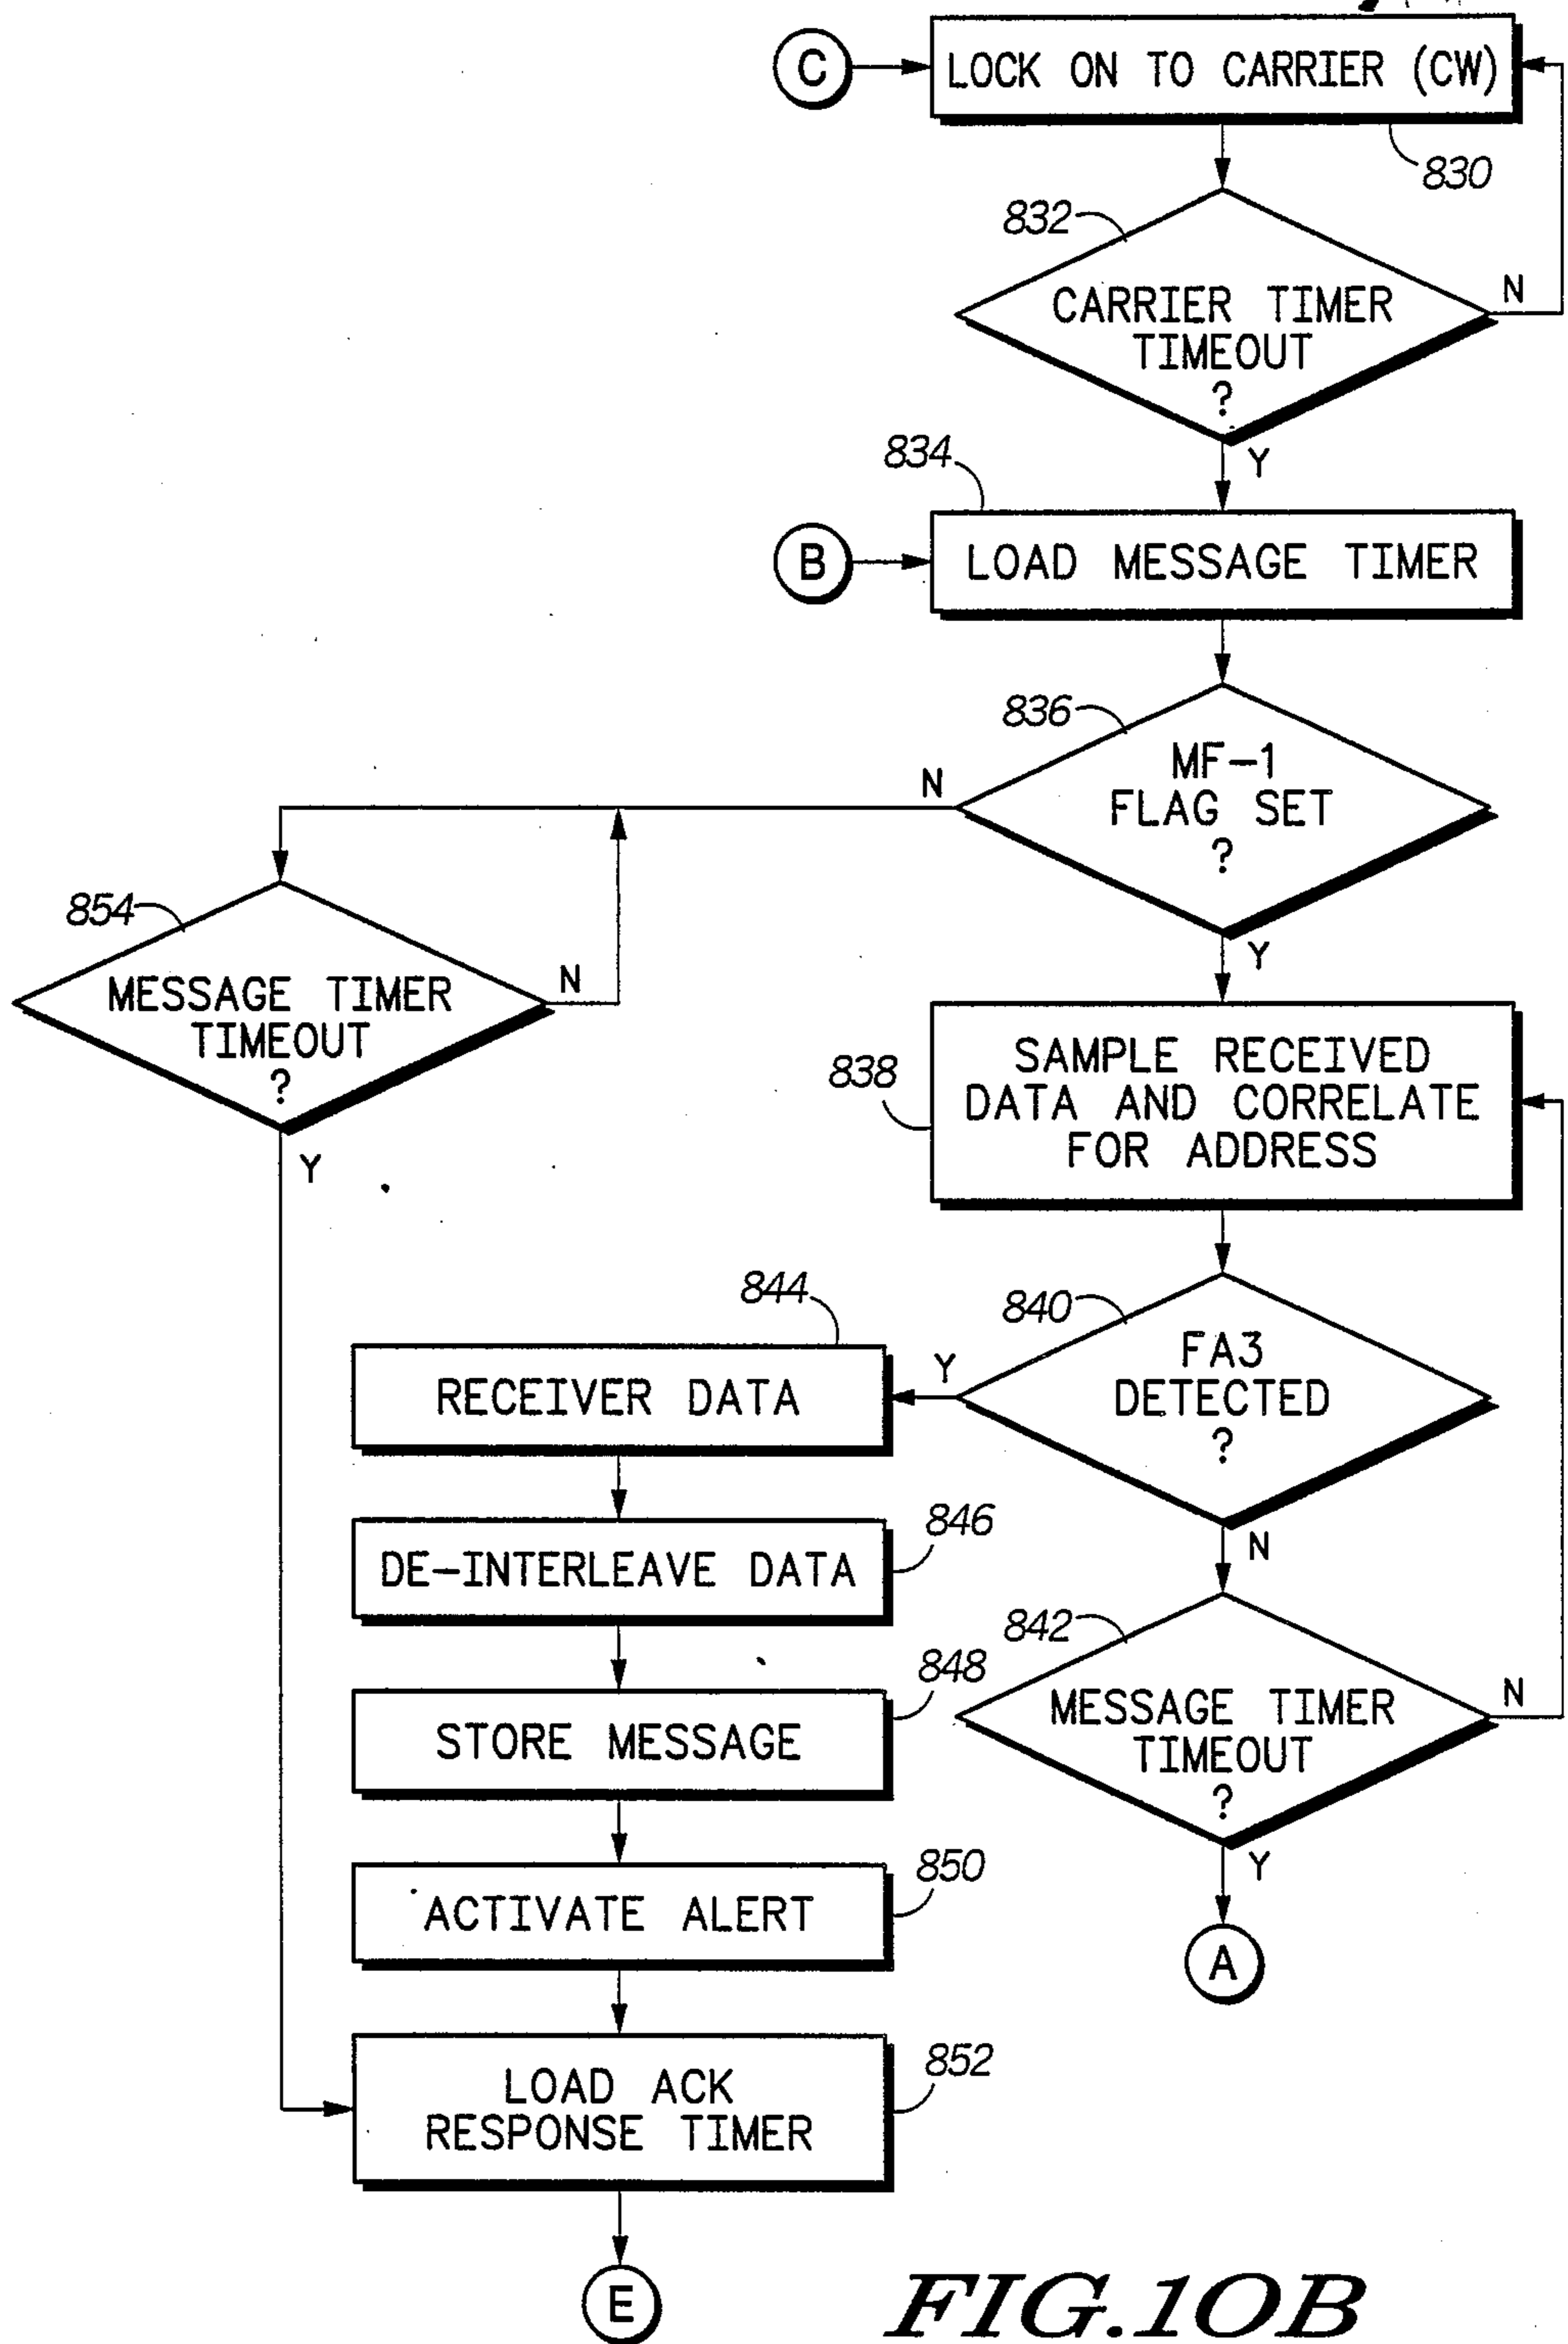 C
LOCK ON TO CARRIER (CW)
830
832
CARRIER TIMER
TIMEOUT
?
N
Y
834
B
LOAD MESSAGE TIMER
836
MF-1
FLAG SET
?
N
Y
854
MESSAGE TIMER
TIMEOUT
?
N
Y
838
SAMPLE RECEIVED
DATA AND CORRELATE
FOR ADDRESS
840
FA3
DETECTED
?
Y
N
844
RECEIVER DATA
846
DE-INTERLEAVE DATA
842
MESSAGE TIMER
TIMEOUT
?
N
Y
A
848
STORE MESSAGE
850
ACTIVATE ALERT
852
LOAD ACK
RESPONSE TIMER
E
FIG.10B